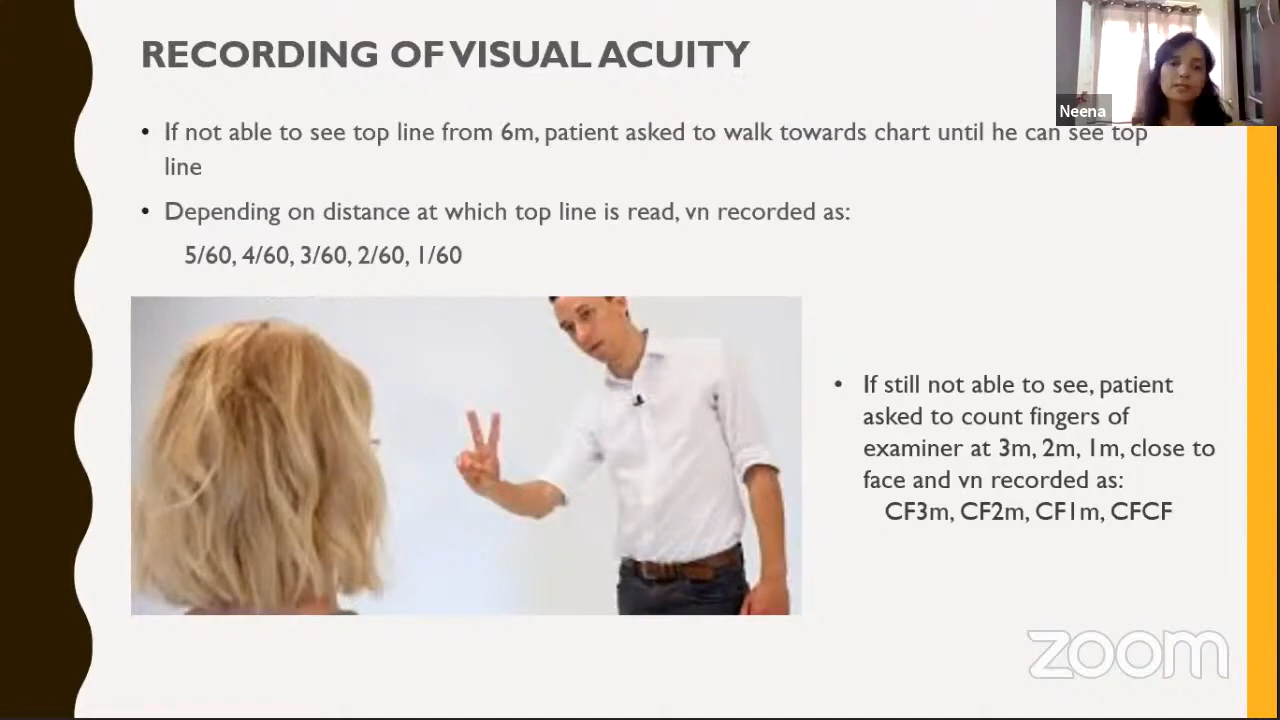 RECORDING OF VISUAL ACUITY
Neena
• If not able to see top line from 6m, patient asked to walk towards chart until he can see top
line
• Depending on distance at which top line is read, vn recorded as:
5/60, 4/60, 3/60, 2/60, 1/60
• If still not able to see, patient
asked to count fingers of
examiner at 3m, 2m, 1m, close to
face and vn recorded as:
CF3m, CF2m, CF1m, CFCF
zoom